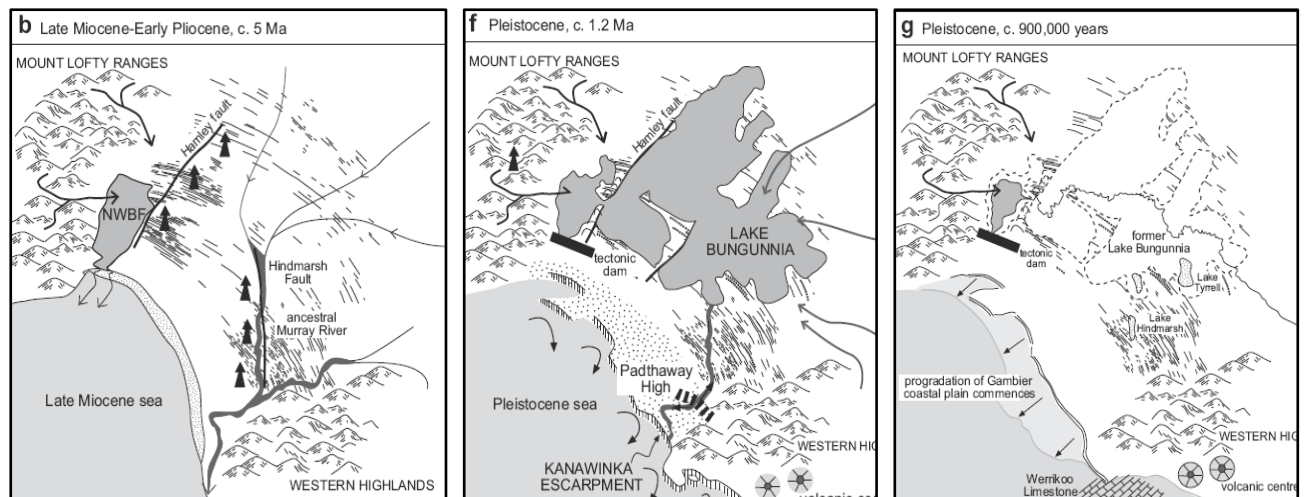 b Late Miocene-Early Pliocene, c. 5 Ma
MOUNT LOFTY RANGES
Hamley fault
NWBF
Hindmarsh
Fault
ancestral
Murray River
Late Miocene sea
WESTERN HIGHLANDS
f Pleistocene, c. 1.2 Ma
MOUNT LOFTY RANGES
Hamley fault
LAKE
BUNGUNNIA
tectonic
dam
Padthaway
High
Pleistocene sea
WESTERN HIG
KANAWINKA
ESCARPMENT
volcanic ce
g Pleistocene, c. 900,000 years
MOUNT LOFTY RANGES
tectonic
dam
former
Lake Bungunnia
Lake
Tyrrell
Lake
Hindmarsh
progradation of Gambier
coastal plain commences
WESTERN HIG
Werrikoo
Limestone
volcanic centre